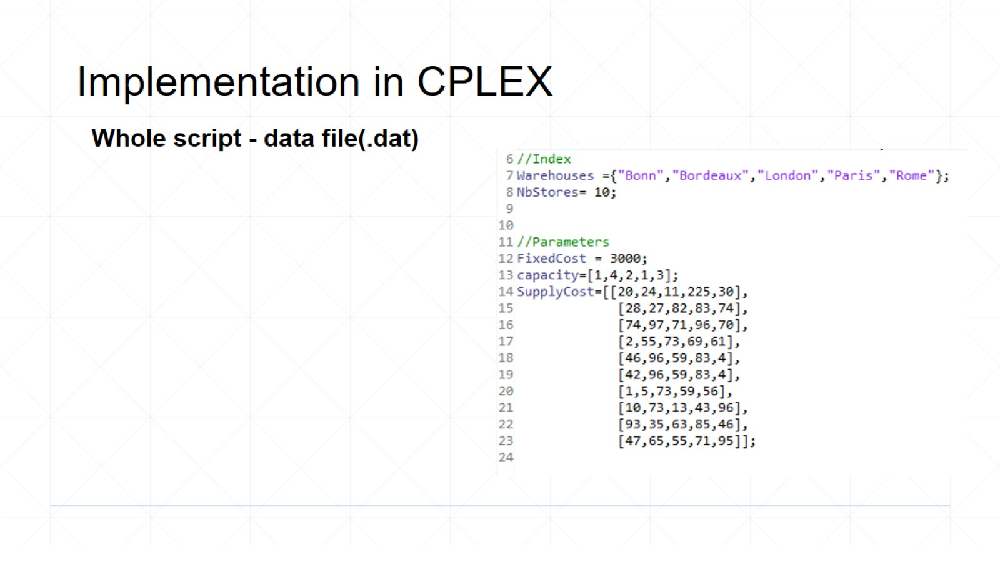 Implementation in CPLEX
Whole script - data file(.dat)
6 //Index
7 Warehouses ={"Bonn","Bordeaux","London","Paris","Rome"};
8 NbStores= 10;
9
10
11 //Parameters
12 FixedCost = 3000;
13 capacity=[1,4,2,1,3];
14 SupplyCost=[[20,24,11,225,30],
15 [28,27,82,83,74],
16 [74,97,71,96,70],
17 [2,55,73,69,61],
18 [46,96,59,83,4],
19 [42,96,59,83,4],
20 [1,5,73,59,56],
21 [10,73,13,43,96],
22 [93,35,63,85,46],
23 [47,65,55,71,95]];
24